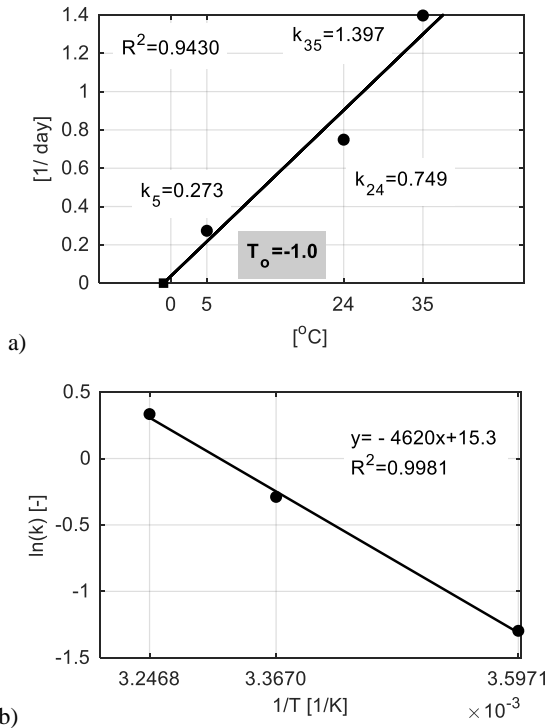 1.4
1.2
1
0.8
0.6
0.4
0.2
0
[1/ day]
R²=0.9430
k₃₅=1.397
k₅=0.273
k₂₄=0.749
Tₒ=-1.0
0 5 24 35
[°C]
a)
0.5
0
-0.5
-1
-1.5
ln(k) [-]
y= - 4620x+15.3
R²=0.9981
3.2468 3.3670 3.5971
1/T [1/K]
× 10⁻³
b)